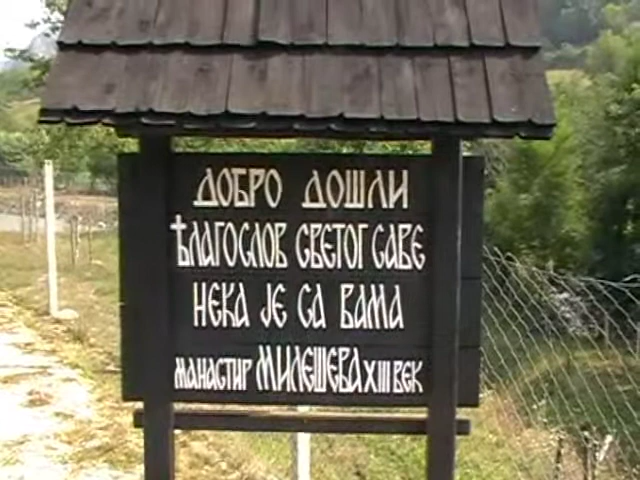 ДОБРО ДОШЛИ
БЛАГОСЛОВ СВЕТОГ САВЕ
НЕКА ЈЕ СА ВАМА
МАНАСТИР МИЛЕШЕВА XIII ВЕК